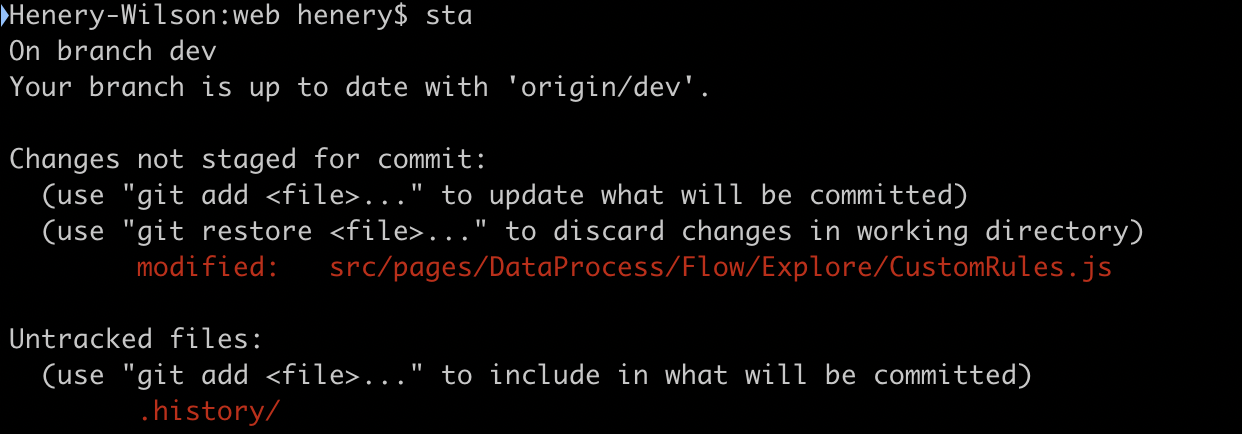 Henery-Wilson:web henery$ sta
On branch dev
Your branch is up to date with 'origin/dev'.
Changes not staged for commit:
(use "git add <file>..." to update what will be committed)
(use "git restore <file>..." to discard changes in working directory)
modified: src/pages/DataProcess/Flow/Explore/CustomRules.js
Untracked files:
(use "git add <file>..." to include in what will be committed)
.history/